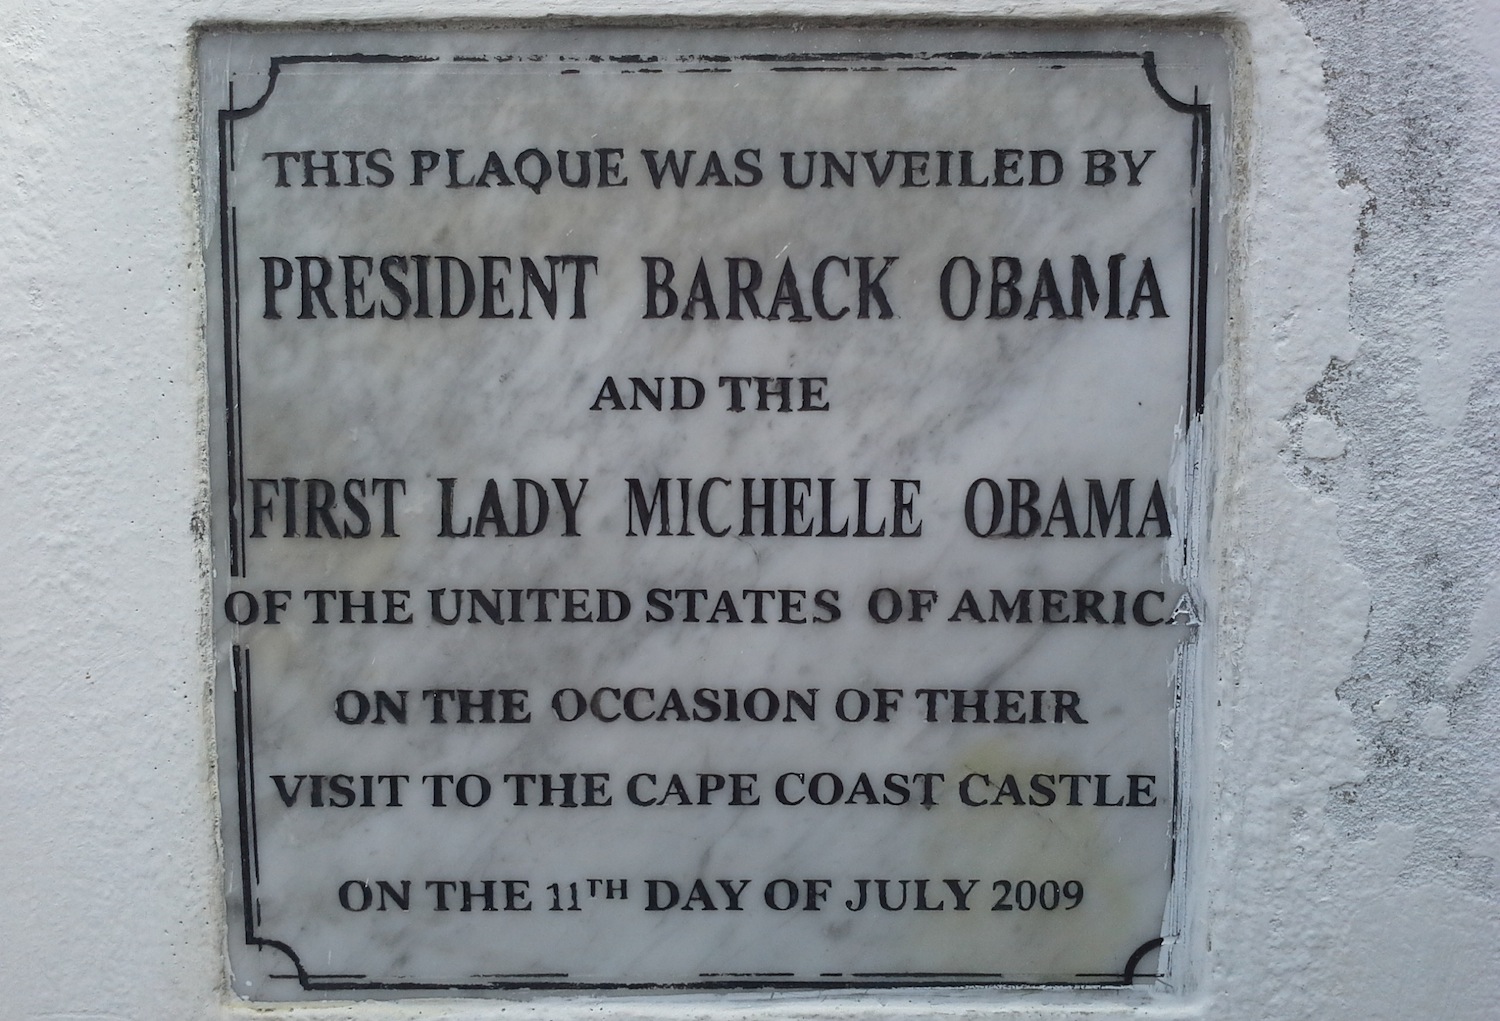 THIS PLAQUE WAS UNVEILED BY
PRESIDENT BARACK OBAMA
AND THE
FIRST LADY MICHELLE OBAMA
OF THE UNITED STATES OF AMERICA
ON THE OCCASION OF THEIR
VISIT TO THE CAPE COAST CASTLE
ON THE 11TH DAY OF JULY 2009